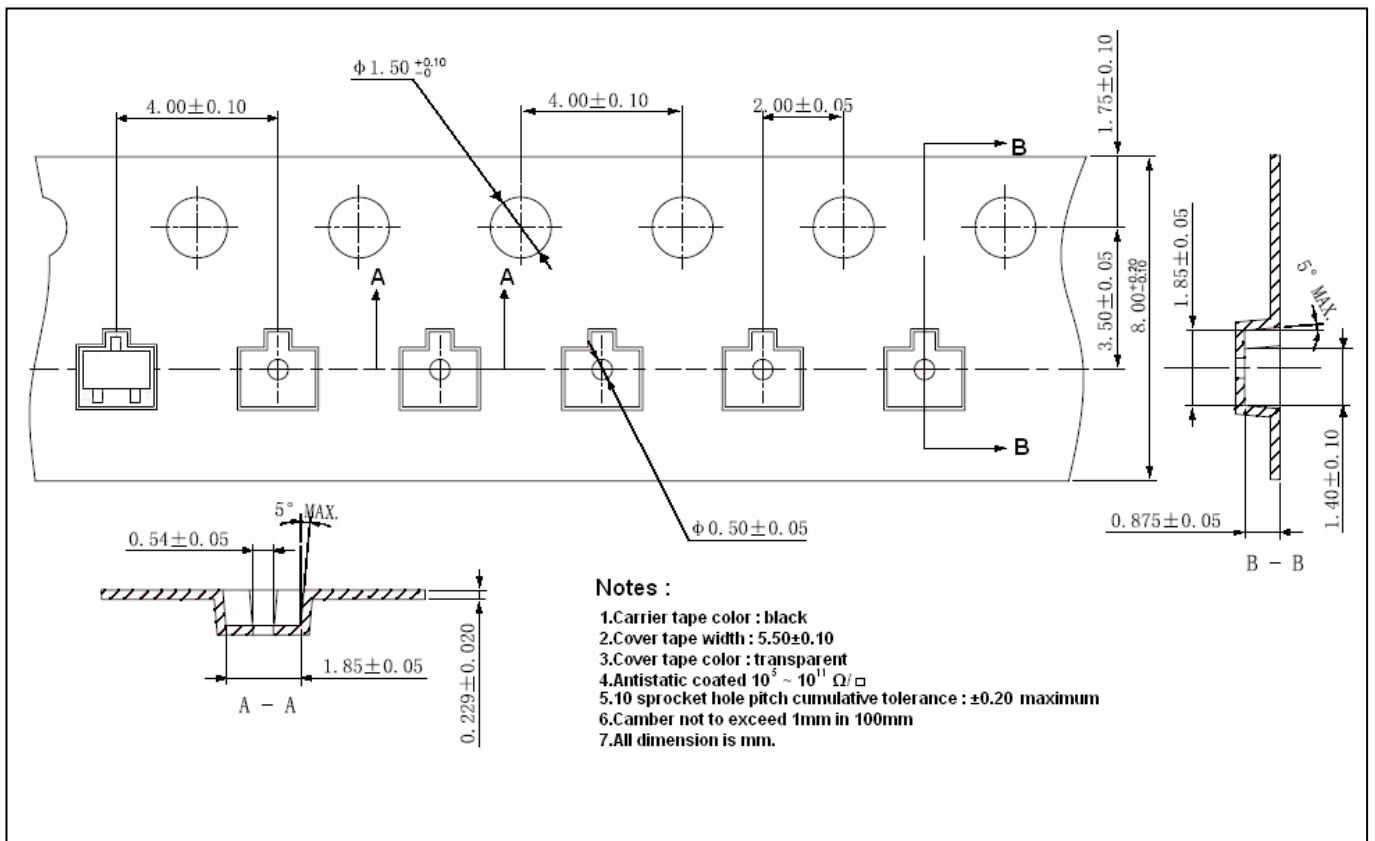 φ1.50 +0.10 -0
4.00±0.10
4.00±0.10
2.00±0.05
1.75±0.10
B
A
A
3.50±0.05
8.00 +0.20 -0.10
1.85±0.05
5° MAX.
B
1.40±0.10
0.875±0.05
B - B
5° MAX.
0.54±0.05
φ0.50±0.05
1.85±0.05
0.229±0.020
A - A
Notes :
1.Carrier tape color : black
2.Cover tape width : 5.50±0.10
3.Cover tape color : transparent
4.Antistatic coated 10⁵ ~ 10¹¹ Ω/□
5.10 sprocket hole pitch cumulative tolerance : ±0.20 maximum
6.Camber not to exceed 1mm in 100mm
7.All dimension is mm.